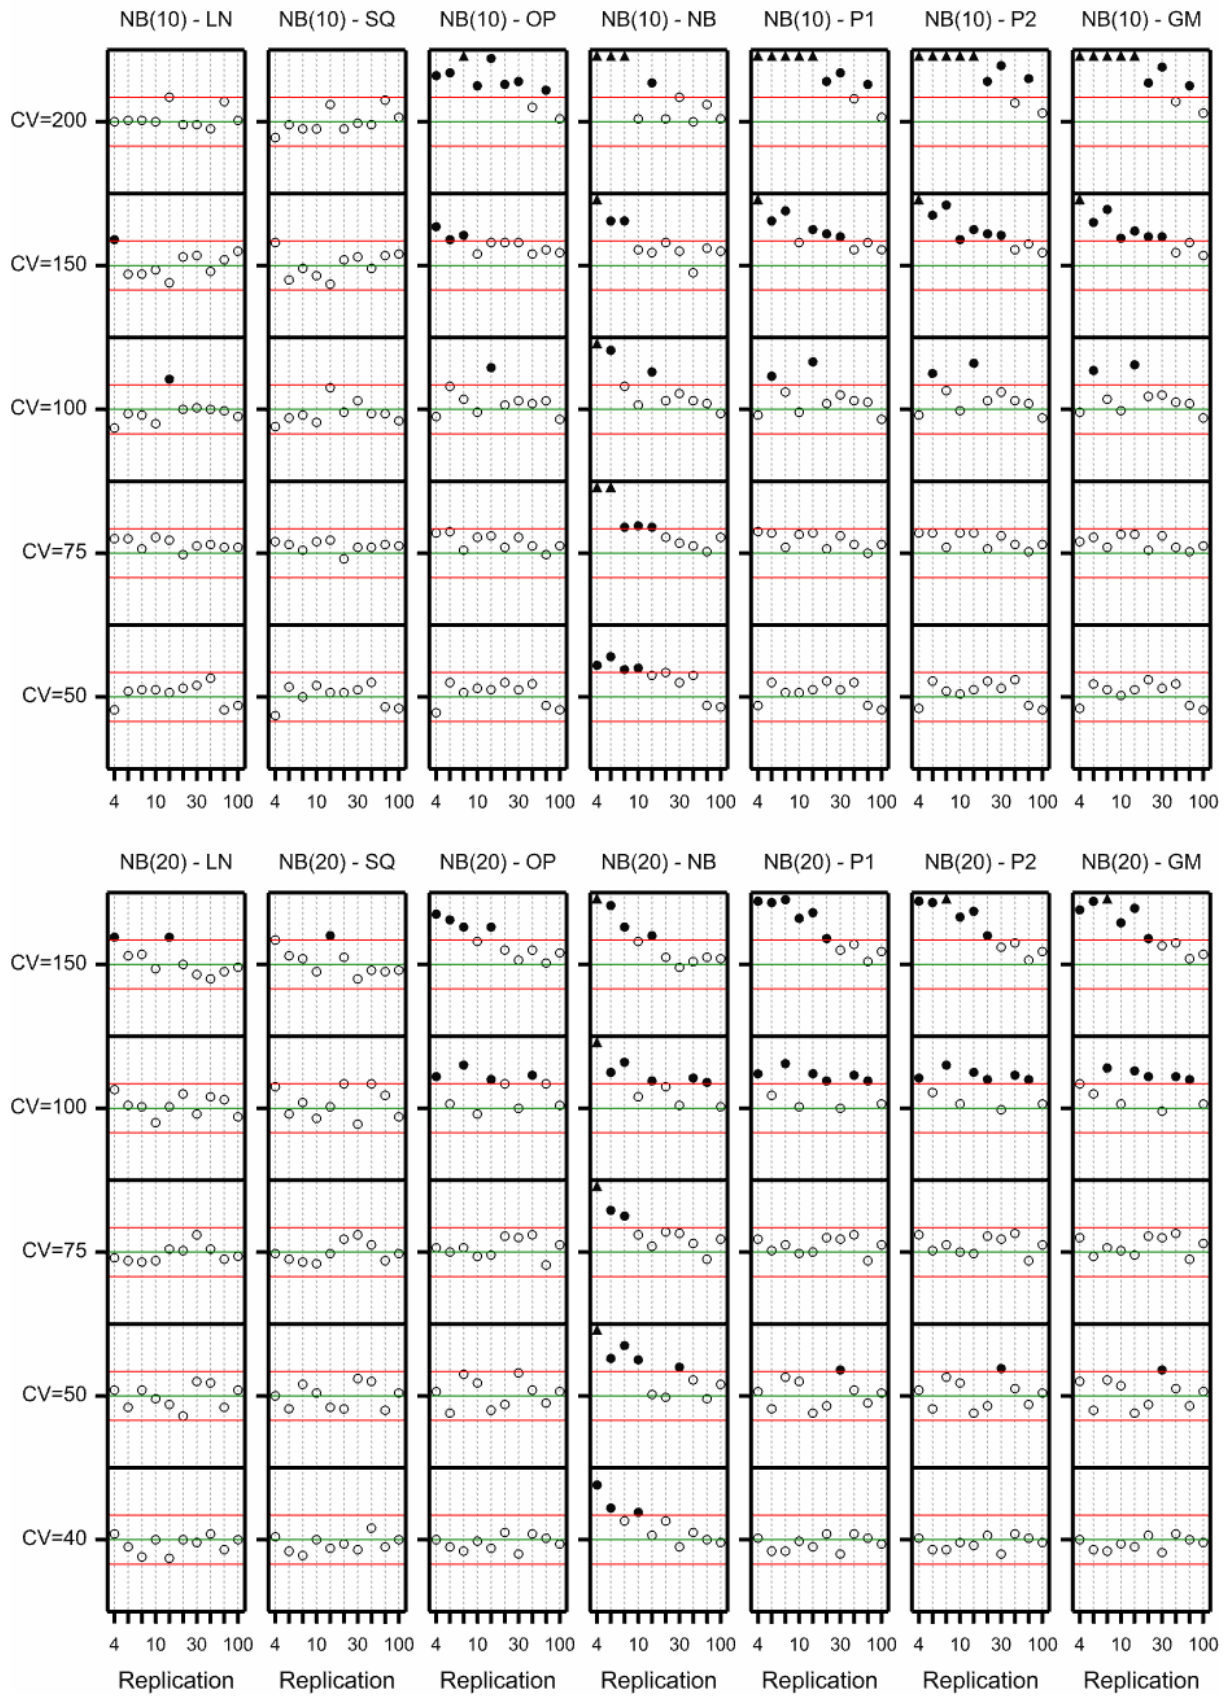 NB(10) - LN NB(10) - SQ NB(10) - OP NB(10) - NB NB(10) - P1 NB(10) - P2 NB(10) - GM
CV=200
CV=150
CV=100
CV=75
CV=50
4 10 30 100 4 10 30 100 4 10 30 100 4 10 30 100 4 10 30 100 4 10 30 100 4 10 30 100
NB(20) - LN NB(20) - SQ NB(20) - OP NB(20) - NB NB(20) - P1 NB(20) - P2 NB(20) - GM
CV=150
CV=100
CV=75
CV=50
CV=40
4 10 30 100 4 10 30 100 4 10 30 100 4 10 30 100 4 10 30 100 4 10 30 100 4 10 30 100
Replication Replication Replication Replication Replication Replication Replication